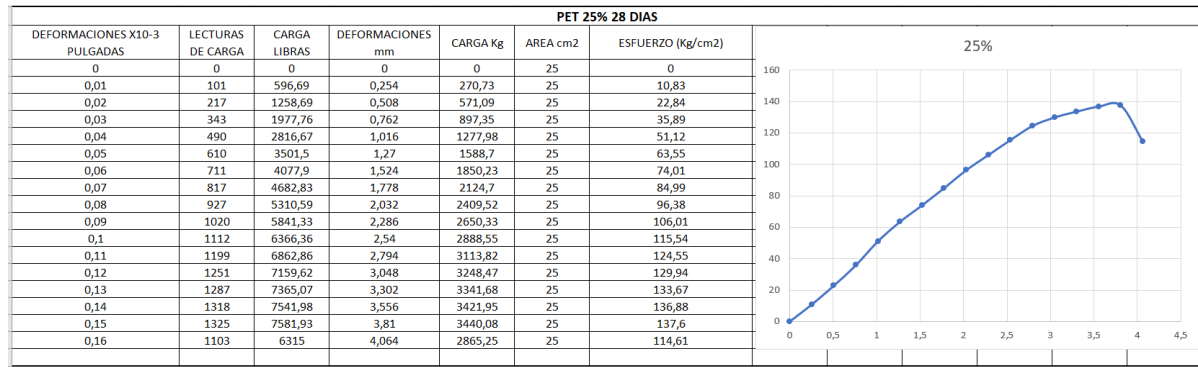 PET 25% 28 DIAS
DEFORMACIONES X10-3 PULGADAS LECTURAS DE CARGA CARGA LIBRAS DEFORMACIONES mm CARGA Kg AREA cm2 ESFUERZO (Kg/cm2)
0 0 0 0 0 25 0
0,01 101 596,69 0,254 270,73 25 10,83
0,02 217 1258,69 0,508 571,09 25 22,84
0,03 343 1977,76 0,762 897,35 25 35,89
0,04 490 2816,67 1,016 1277,98 25 51,12
0,05 610 3501,5 1,27 1588,7 25 63,55
0,06 711 4077,9 1,524 1850,23 25 74,01
0,07 817 4682,83 1,778 2124,7 25 84,99
0,08 927 5310,59 2,032 2409,52 25 96,38
0,09 1020 5841,33 2,286 2650,33 25 106,01
0,1 1112 6366,36 2,54 2888,55 25 115,54
0,11 1199 6862,86 2,794 3113,82 25 124,55
0,12 1251 7159,62 3,048 3248,47 25 129,94
0,13 1287 7365,07 3,302 3341,68 25 133,67
0,14 1318 7541,98 3,556 3421,95 25 136,88
0,15 1325 7581,93 3,81 3440,08 25 137,6
0,16 1103 6315 4,064 2865,25 25 114,61
25%
160
140
120
100
80
60
40
20
0
0 0,5 1 1,5 2 2,5 3 3,5 4 4,5